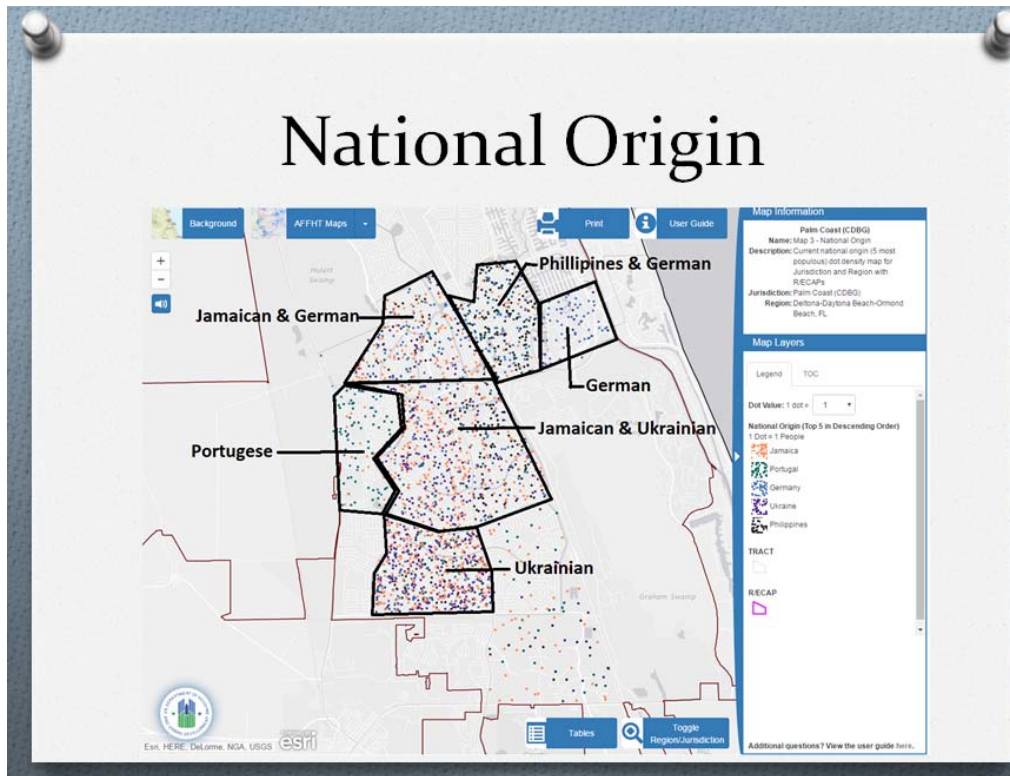 National Origin
Background
AFFHT Maps
Print
User Guide
+
−
Hulett
Swamp
Jamaican & German
Phillipines & German
German
Portugese
Jamaican & Ukrainian
Ukrainian
Graham Swamp
Map Information
Palm Coast (CDBG)
Name: Map 3 - National Origin
Description: Current national origin (5 most
populous) dot density map for
Jurisdiction and Region with
R/ECAPs
Jurisdiction: Palm Coast (CDBG)
Region: Deltona-Daytona Beach-Ormond
Beach, FL
Map Layers
Legend
TOC
Dot Value: 1 dot = 1
National Origin (Top 5 in Descending Order)
1 Dot = 1 People
Jamaica
Portugal
Germany
Ukraine
Philippines
TRACT
R/ECAP
Tables
Toggle
Region/Jurisdiction
Esri, HERE, DeLorme, NGA, USGS
esri
Additional questions? View the user guide here.